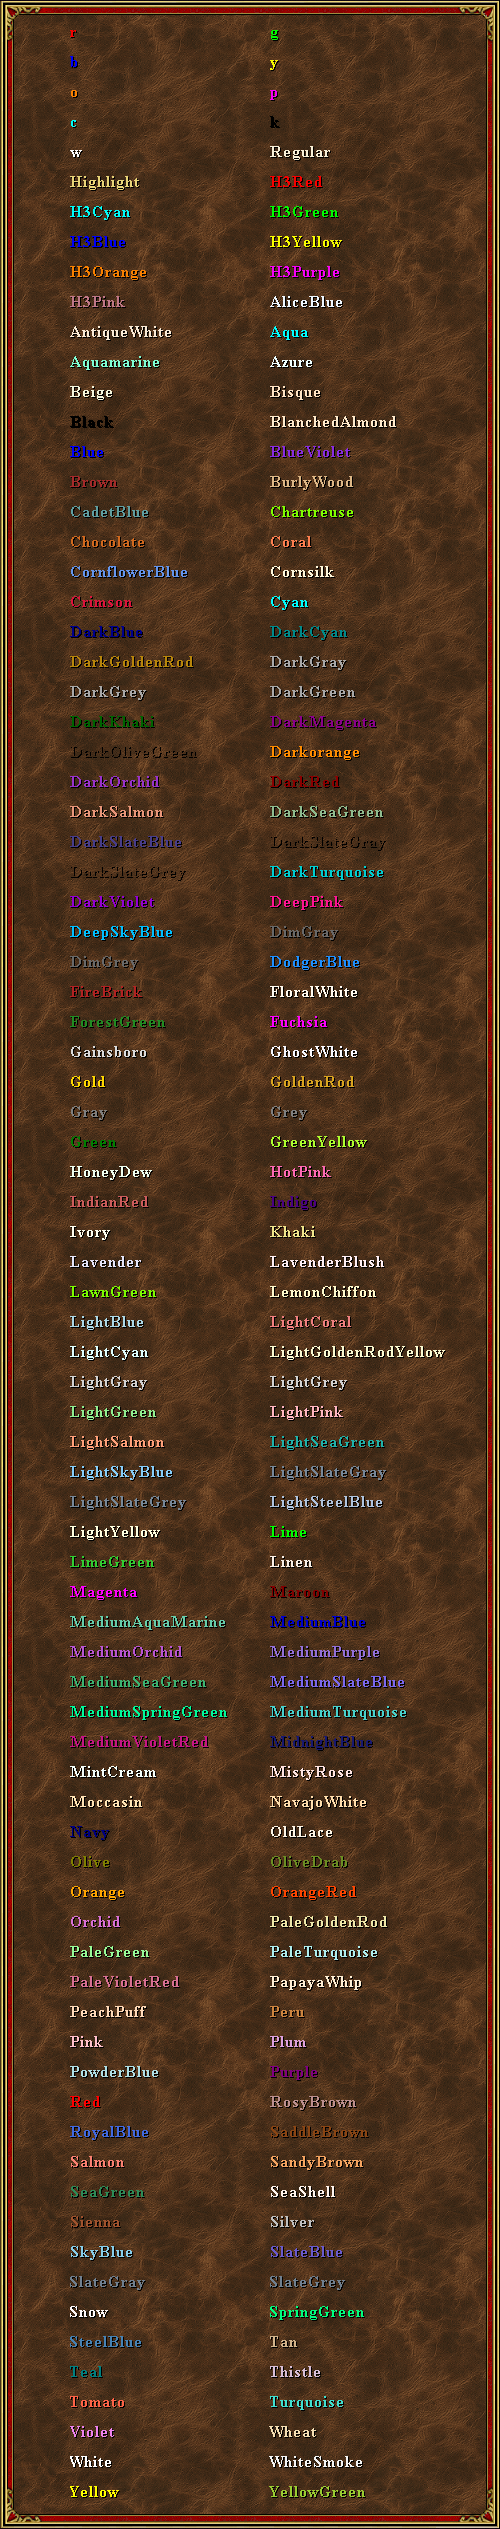 r g
b y
o p
c k
w Regular
Highlight H3Red
H3Cyan H3Green
H3Blue H3Yellow
H3Orange H3Purple
H3Pink AliceBlue
AntiqueWhite Aqua
Aquamarine Azure
Beige Bisque
Black BlanchedAlmond
Blue BlueViolet
Brown BurlyWood
CadetBlue Chartreuse
Chocolate Coral
CornflowerBlue Cornsilk
Crimson Cyan
DarkBlue DarkCyan
DarkGoldenRod DarkGray
DarkGrey DarkGreen
DarkKhaki DarkMagenta
DarkOliveGreen Darkorange
DarkOrchid DarkRed
DarkSalmon DarkSeaGreen
DarkSlateBlue DarkSlateGray
DarkSlateGrey DarkTurquoise
DarkViolet DeepPink
DeepSkyBlue DimGray
DimGrey DodgerBlue
FireBrick FloralWhite
ForestGreen Fuchsia
Gainsboro GhostWhite
Gold GoldenRod
Gray Grey
Green GreenYellow
HoneyDew HotPink
IndianRed Indigo
Ivory Khaki
Lavender LavenderBlush
LawnGreen LemonChiffon
LightBlue LightCoral
LightCyan LightGoldenRodYellow
LightGray LightGrey
LightGreen LightPink
LightSalmon LightSeaGreen
LightSkyBlue LightSlateGray
LightSlateGrey LightSteelBlue
LightYellow Lime
LimeGreen Linen
Magenta Maroon
MediumAquaMarine MediumBlue
MediumOrchid MediumPurple
MediumSeaGreen MediumSlateBlue
MediumSpringGreen MediumTurquoise
MediumVioletRed MidnightBlue
MintCream MistyRose
Moccasin NavajoWhite
Navy OldLace
Olive OliveDrab
Orange OrangeRed
Orchid PaleGoldenRod
PaleGreen PaleTurquoise
PaleVioletRed PapayaWhip
PeachPuff Peru
Pink Plum
PowderBlue Purple
Red RosyBrown
RoyalBlue SaddleBrown
Salmon SandyBrown
SeaGreen SeaShell
Sienna Silver
SkyBlue SlateBlue
SlateGray SlateGrey
Snow SpringGreen
SteelBlue Tan
Teal Thistle
Tomato Turquoise
Violet Wheat
White WhiteSmoke
Yellow YellowGreen